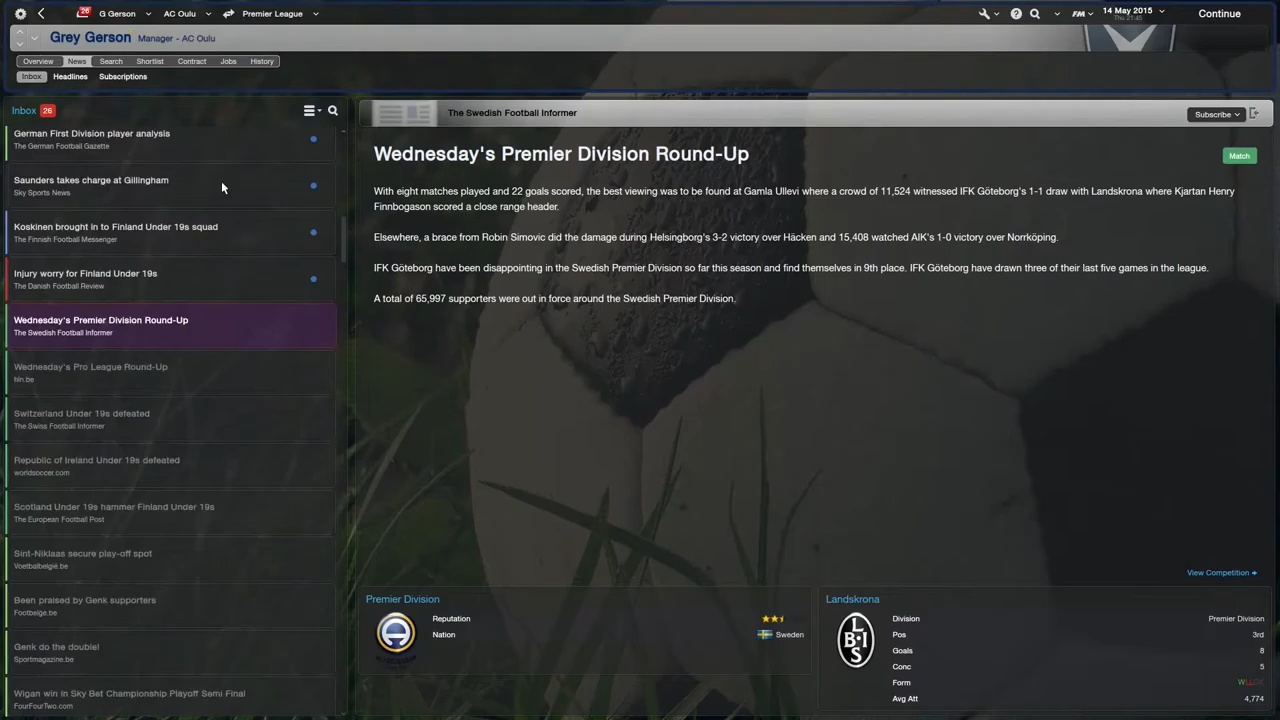 26 G Gerson AC Oulu Premier League FM 14 May 2015 Continue
Thu 21:45
Grey Gerson Manager - AC Oulu
Overview News Search Shortlist Contract Jobs History
Inbox Headlines Subscriptions
Inbox 26
German First Division player analysis
The German Football Gazette
Saunders takes charge at Gillingham
Sky Sports News
Koskinen brought in to Finland Under 19s squad
The Finnish Football Messenger
Injury worry for Finland Under 19s
The Danish Football Review
Wednesday's Premier Division Round-Up
The Swedish Football Informer
Wednesday's Pro League Round-Up
hln.be
Switzerland Under 19s defeated
The Swiss Football Informer
Republic of Ireland Under 19s defeated
worldsoccer.com
Scotland Under 19s hammer Finland Under 19s
The European Football Post
Sint-Niklaas secure play-off spot
Voetbalbelgië.be
Been praised by Genk supporters
Footbelge.be
Genk do the double!
Sportmagazine.be
Wigan win in Sky Bet Championship Playoff Semi Final
FourFourTwo.com
The Swedish Football Informer Subscribe
Wednesday's Premier Division Round-Up Match
With eight matches played and 22 goals scored, the best viewing was to be found at Gamla Ullevi where a crowd of 11,524 witnessed IFK Göteborg's 1-1 draw with Landskrona where Kjartan Henry
Finnbogason scored a close range header.
Elsewhere, a brace from Robin Simovic did the damage during Helsingborg's 3-2 victory over Häcken and 15,408 watched AIK's 1-0 victory over Norrköping.
IFK Göteborg have been disappointing in the Swedish Premier Division so far this season and find themselves in 9th place. IFK Göteborg have drawn three of their last five games in the league.
A total of 65,997 supporters were out in force around the Swedish Premier Division.
View Competition
Premier Division
Reputation
Nation Sweden
Landskrona
LBIS
Division Premier Division
Pos 3rd
Goals 8
Conc 5
Form
Avg Att 4,774